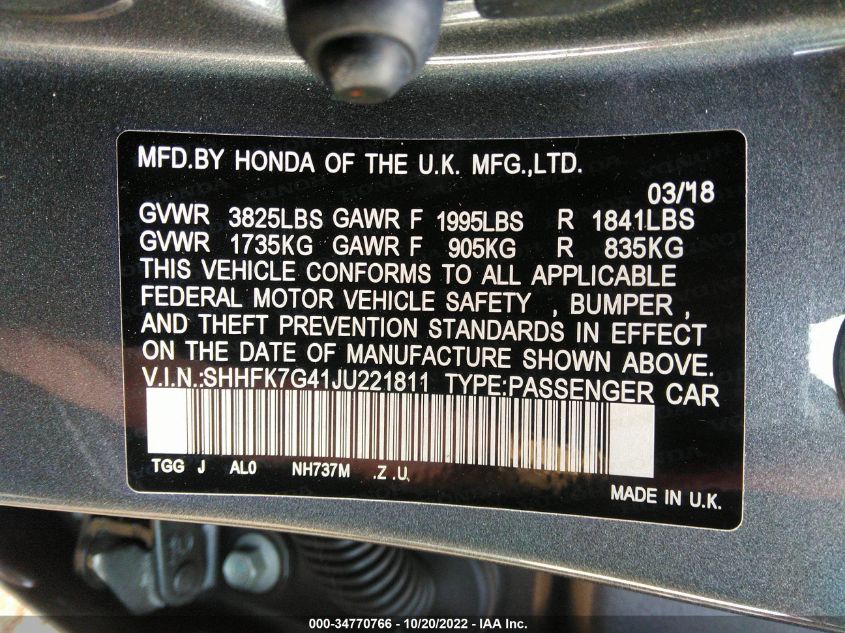 MFD.BY HONDA OF THE U.K. MFG.,LTD.
03/'18
GVWR 3825LBS GAWR F 1995LBS R 1841LBS
GVWR 1735KG GAWR F 905KG R 835KG
THIS VEHICLE CONFORMS TO ALL APPLICABLE
FEDERAL MOTOR VEHICLE SAFETY , BUMPER ,
AND THEFT PREVENTION STANDARDS IN EFFECT
ON THE DATE OF MANUFACTURE SHOWN ABOVE.
V.I.N.:SHHFK7G41JU221811 TYPE:PASSENGER CAR
TGG J AL0 NH737M .Z .U,
MADE IN U.K.
000-34770766 - 10/20/2022 - IAA Inc.